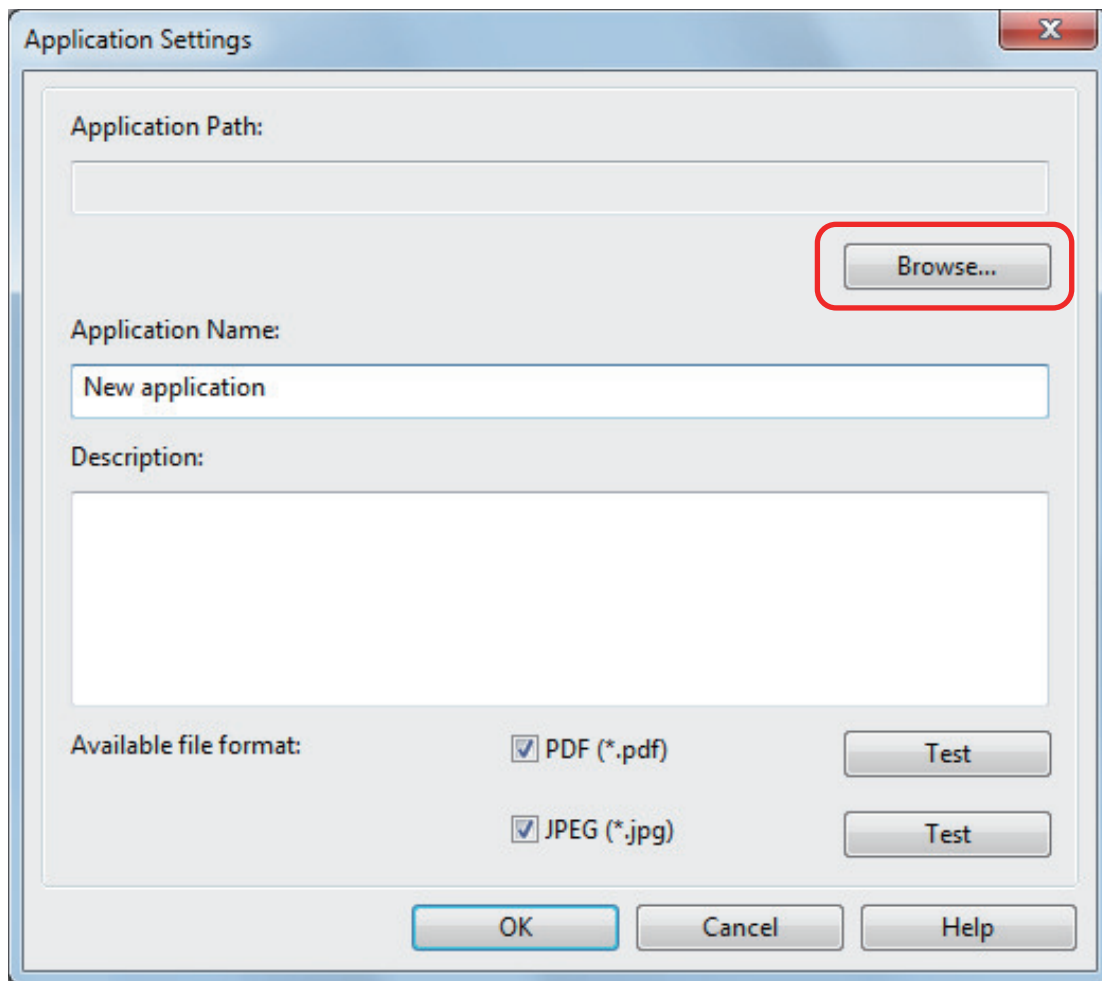 Application Settings
Application Path:
Browse...
Application Name:
New application
Description:
Available file format:
PDF (*.pdf)
Test
JPEG (*.jpg)
Test
OK
Cancel
Help